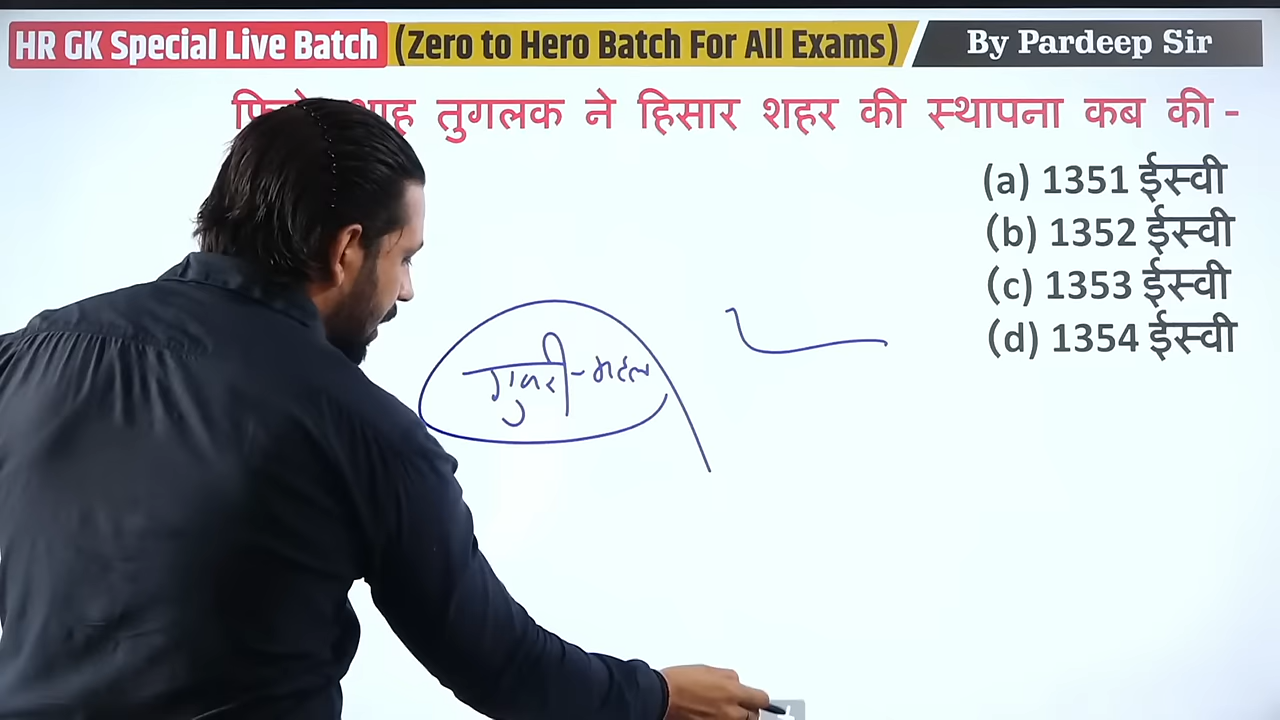 HR GK Special Live Batch (Zero to Hero Batch For All Exams) By Pardeep Sir
तुगलक ने हिसार शहर की स्थापना कब की -
(a) 1351 ईस्वी
(b) 1352 ईस्वी
(c) 1353 ईस्वी
(d) 1354 ईस्वी
गुजरी - महल